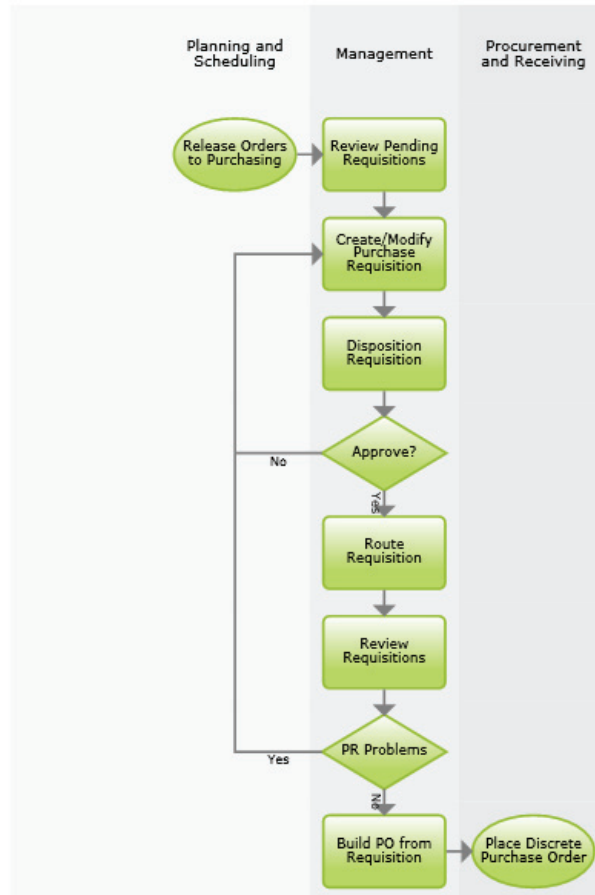 Planning and
Scheduling
Management
Procurement
and Receiving
Release Orders
to Purchasing
Review Pending
Requisitions
Create/Modify
Purchase
Requisition
Disposition
Requisition
Approve?
No
Yes
Route
Requisition
Review
Requisitions
PR Problems
Yes
No
Build PO from
Requisition
Place Discrete
Purchase Order